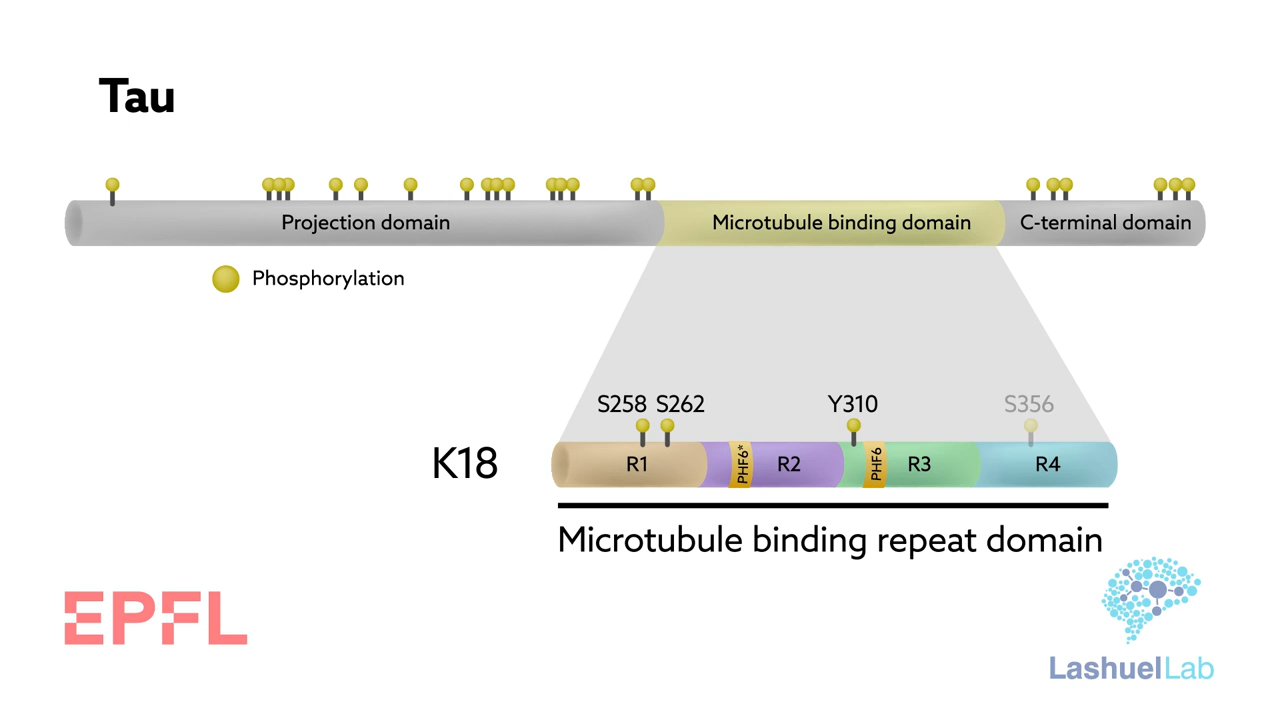 Tau
Projection domain
Microtubule binding domain
C-terminal domain
Phosphorylation
S258 S262 Y310 S356
K18
R1 PHF6* R2 PHF6 R3 R4
Microtubule binding repeat domain
EPFL
LashuelLab